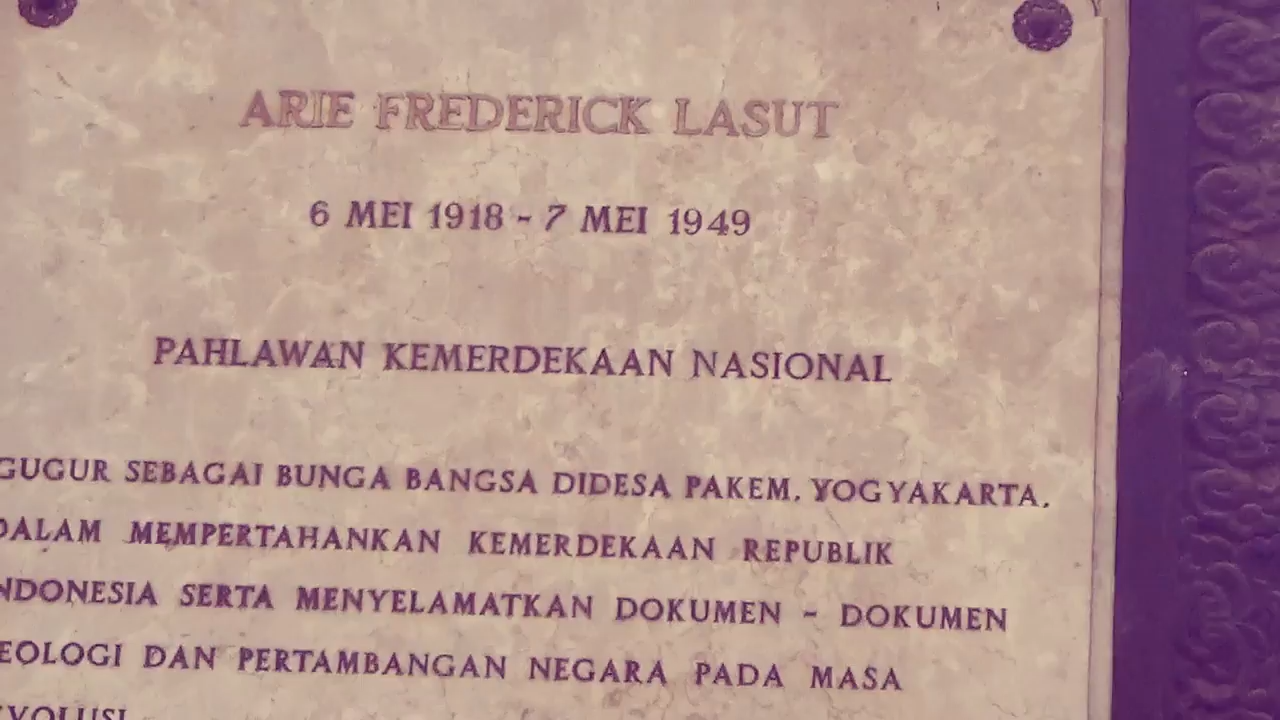 ARIE FREDERICK LASUT
6 MEI 1918 - 7 MEI 1949
PAHLAWAN KEMERDEKAAN NASIONAL
GUGUR SEBAGAI BUNGA BANGSA DIDESA PAKEM, YOGYAKARTA,
DALAM MEMPERTAHANKAN KEMERDEKAAN REPUBLIK
NDONESIA SERTA MENYELAMATKAN DOKUMEN - DOKUMEN
EOLOGI DAN PERTAMBANGAN NEGARA PADA MASA